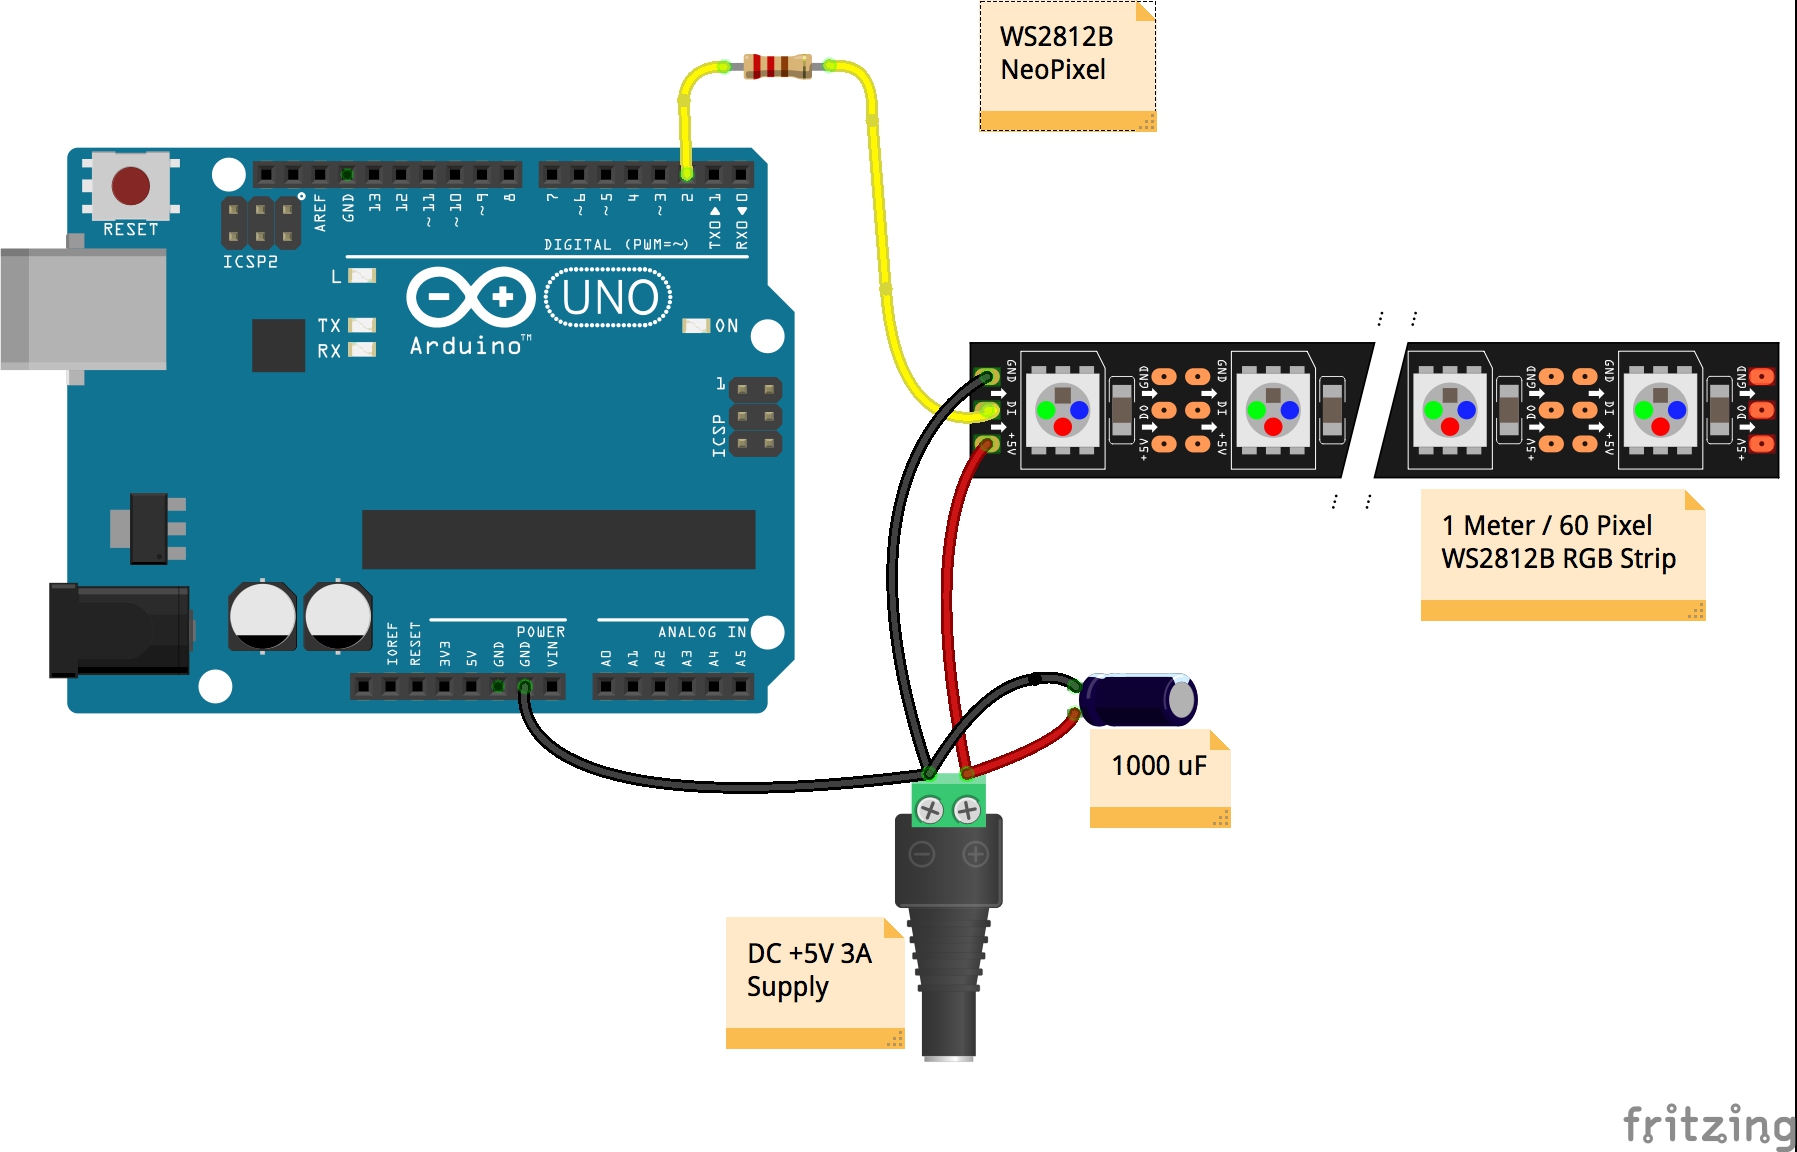 WS2812B
NeoPixel
RESET
ICSP2
AREF
GND
13
12
~11
~10
~9
8
7
~6
~5
4
~3
2
TX0▶1
RX0◀0
DIGITAL (PWM=~)
L
TX
RX
UNO
Arduino™
ON
1
ICSP
GND
DI
+5V
GND
DO
+5V
GND
DI
+5V
GND
DO
+5V
GND
DI
+5V
GND
DO
+5V
1 Meter / 60 Pixel
WS2812B RGB Strip
POWER
ANALOG IN
IOREF
RESET
3V3
5V
GND
GND
VIN
A0
A1
A2
A3
A4
A5
1000 uF
DC +5V 3A
Supply
fritzing